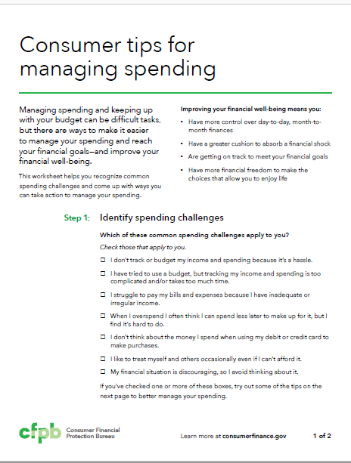 Consumer tips for
managing spending
Managing spending and keeping up
with your budget can be difficult tasks,
but there are ways to make it easier
to manage your spending and reach
your financial goals—and improve your
financial well-being.
This worksheet helps you recognize common
spending challenges and come up with ways you
can take action to manage your spending.
Improving your financial well-being means you:
• Have more control over day-to-day, month-to-
month finances
• Have a greater cushion to absorb a financial shock
• Are getting on track to meet your financial goals
• Have more financial freedom to make the
choices that allow you to enjoy life
Step 1: Identify spending challenges
Which of these common spending challenges apply to you?
Check those that apply to you.
☐ I don't track or budget my income and spending because it's a hassle.
☐ I have tried to use a budget, but tracking my income and spending is too
complicated and/or takes too much time.
☐ I struggle to pay my bills and expenses because I have inadequate or
irregular income.
☐ When I overspend I often think I can spend less later to make up for it, but I
find it's hard to do.
☐ I don't think about the money I spend when using my debit or credit card to
make purchases.
☐ I like to treat myself and others occasionally even if I can't afford it.
☐ My financial situation is discouraging, so I avoid thinking about it.
If you've checked one or more of these boxes, try out some of the tips on the
next page to better manage your spending.
cfpb Consumer Financial
Protection Bureau
Learn more at consumerfinance.gov
1 of 2